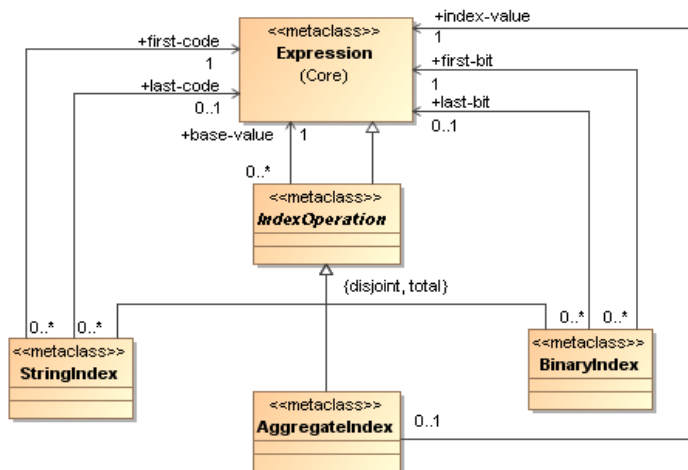 <<metaclass>>
Expression
(Core)
+first-code
1
+last-code
0..1
+base-value
1
+index-value
1
+first-bit
1
+last-bit
0..1
0..*
<<metaclass>>
IndexOperation
{disjoint, total}
0..*
0..*
0..*
0..*
<<metaclass>>
StringIndex
<<metaclass>>
BinaryIndex
<<metaclass>>
AggregateIndex
0..1